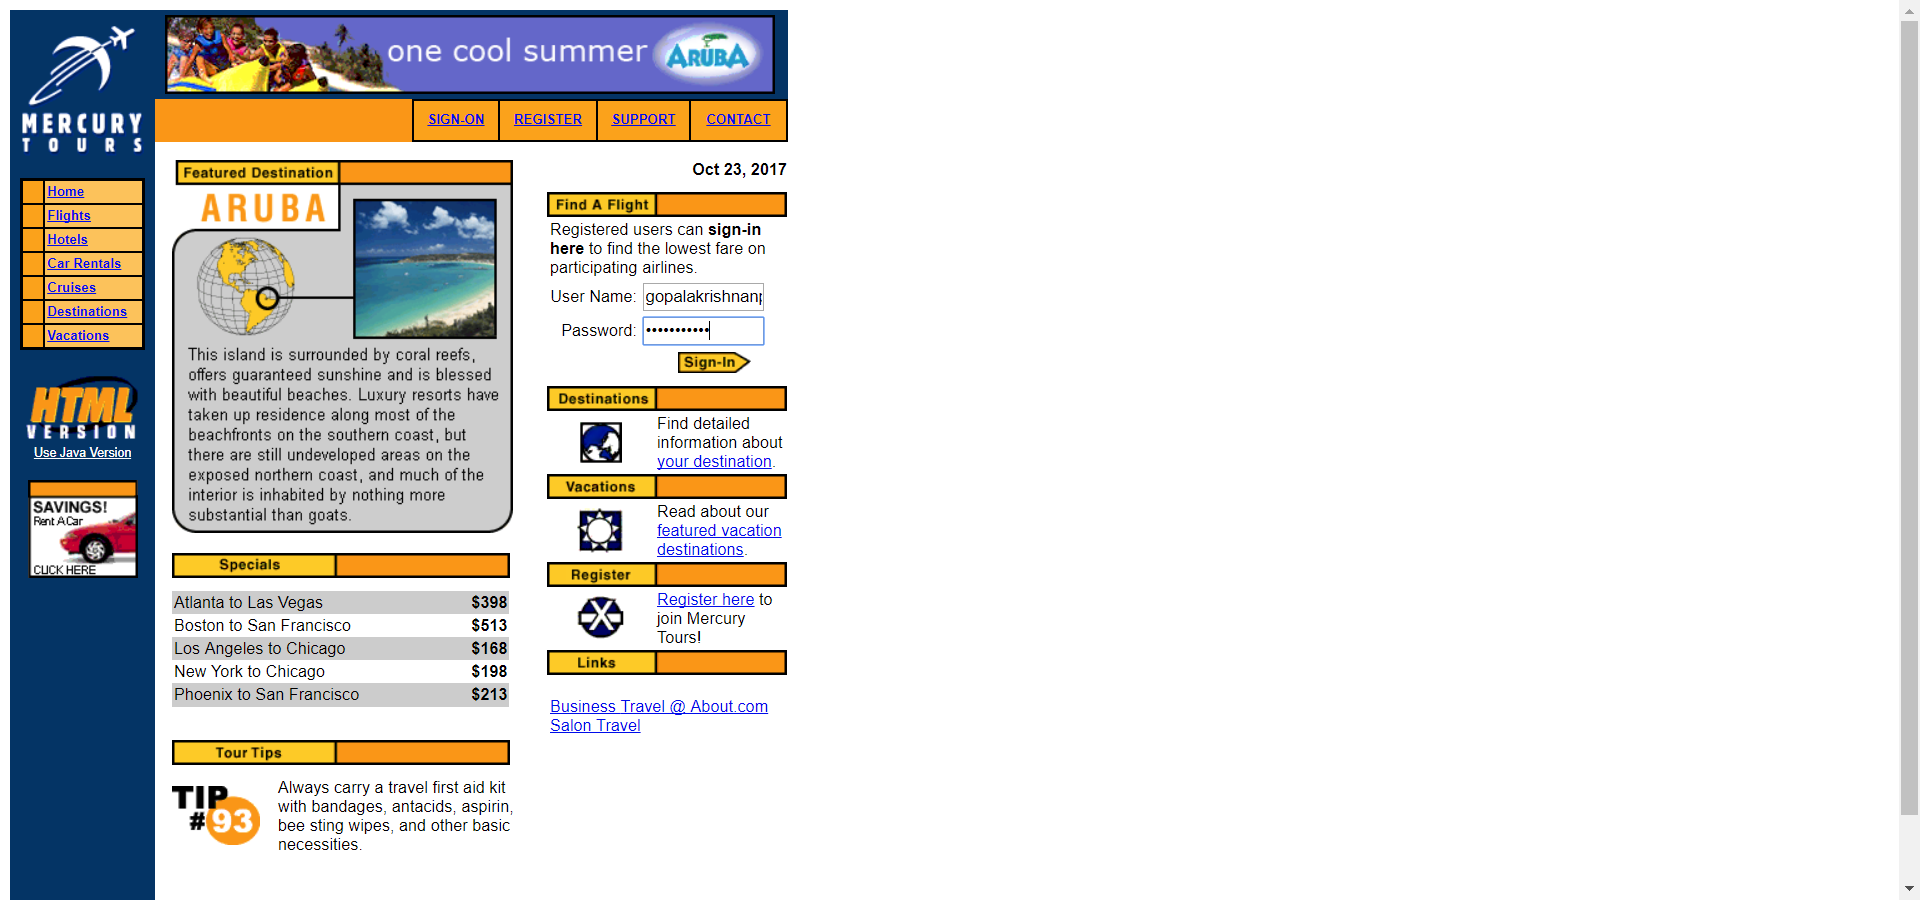 one cool summer
ARUBA
MERCURY
TOURS
SIGN-ON
REGISTER
SUPPORT
CONTACT
Home
Flights
Hotels
Car Rentals
Cruises
Destinations
Vacations
HTML
VERSION
Use Java Version
SAVINGS!
Rent A Car
CLICK HERE
Featured Destination
ARUBA
This island is surrounded by coral reefs,
offers guaranteed sunshine and is blessed
with beautiful beaches. Luxury resorts have
taken up residence along most of the
beachfronts on the southern coast, but
there are still undeveloped areas on the
exposed northern coast, and much of the
interior is inhabited by nothing more
substantial than goats.
Specials
Atlanta to Las Vegas $398
Boston to San Francisco $513
Los Angeles to Chicago $168
New York to Chicago $198
Phoenix to San Francisco $213
Tour Tips
TIP
#93
Always carry a travel first aid kit
with bandages, antacids, aspirin,
bee sting wipes, and other basic
necessities.
Oct 23, 2017
Find A Flight
Registered users can sign-in
here to find the lowest fare on
participating airlines.
User Name: gopalakrishnanp
Password: •••••••••••
Sign-In
Destinations
Find detailed
information about
your destination.
Vacations
Read about our
featured vacation
destinations.
Register
Register here to
join Mercury
Tours!
Links
Business Travel @ About.com
Salon Travel